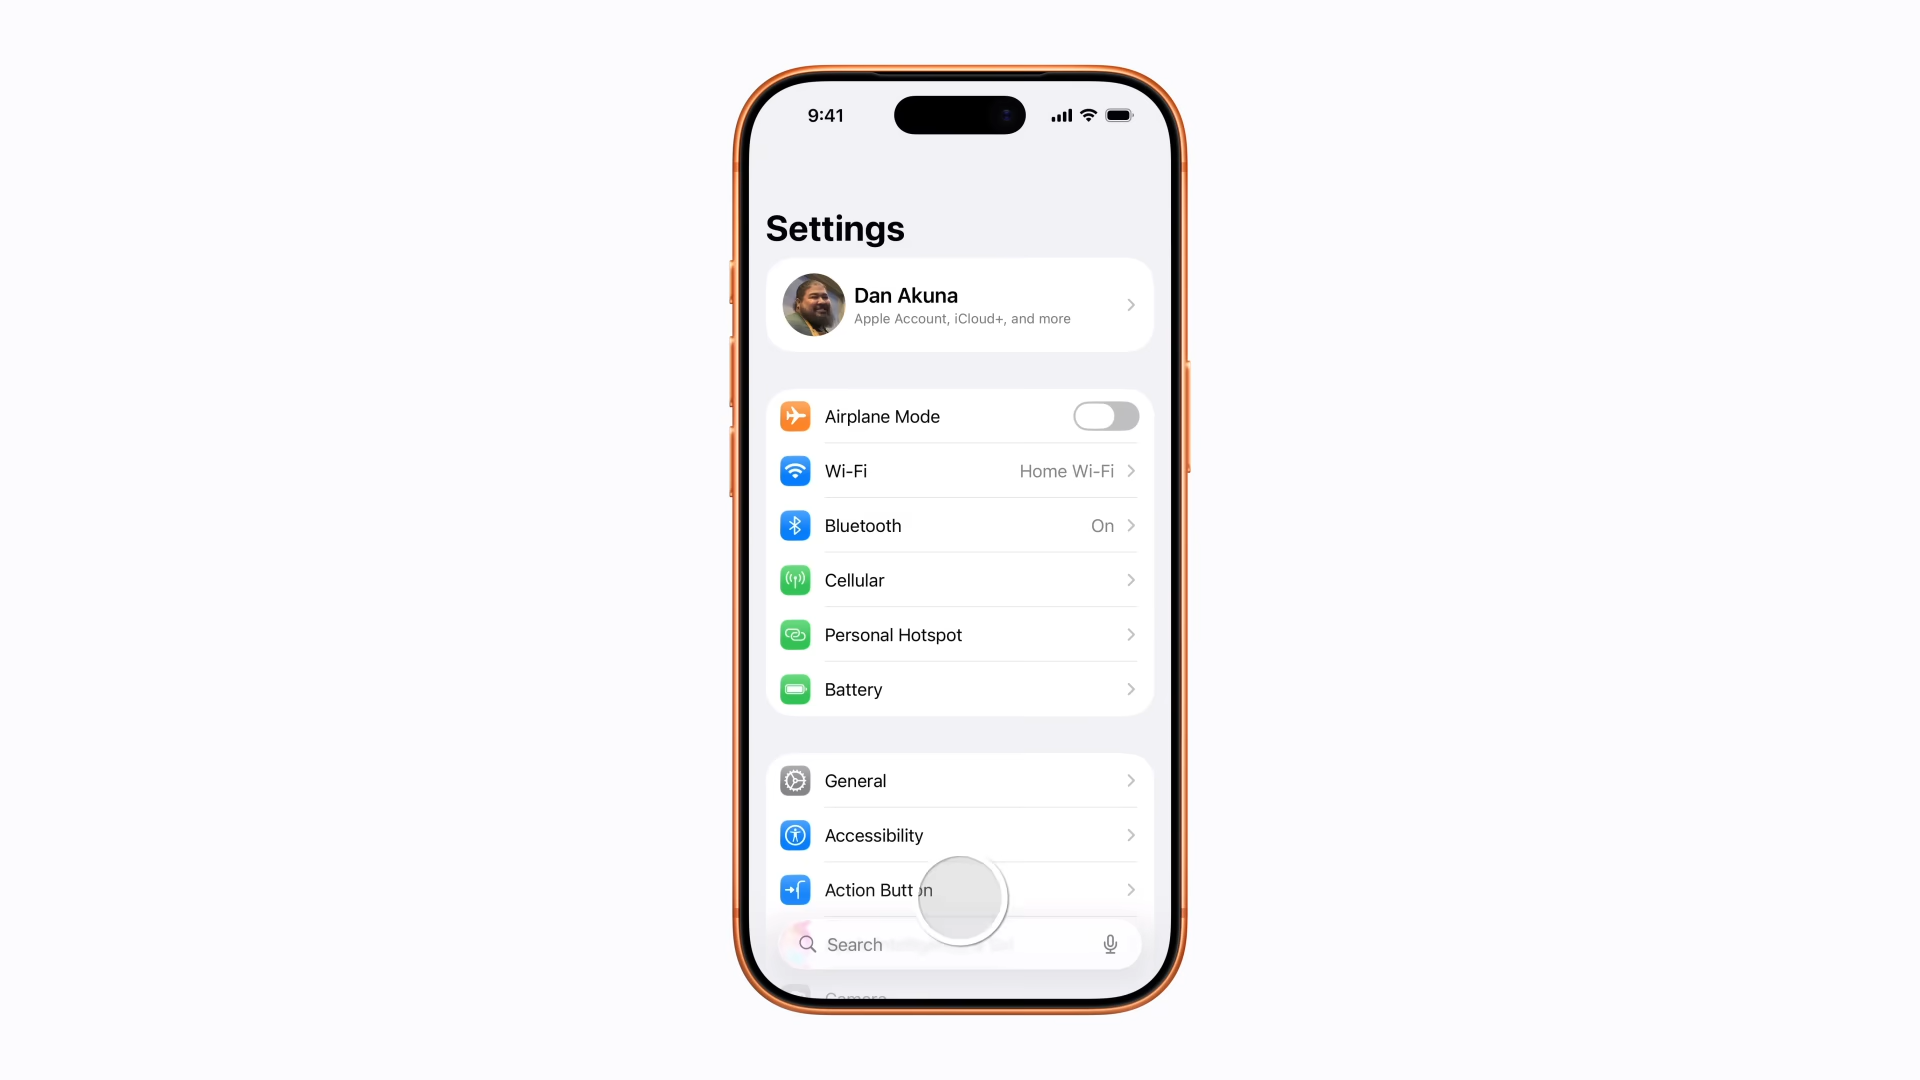 9:41
Settings
Dan Akuna
Apple Account, iCloud+, and more
Airplane Mode
Wi-Fi Home Wi-Fi
Bluetooth On
Cellular
Personal Hotspot
Battery
General
Accessibility
Action Button
Search
Camera